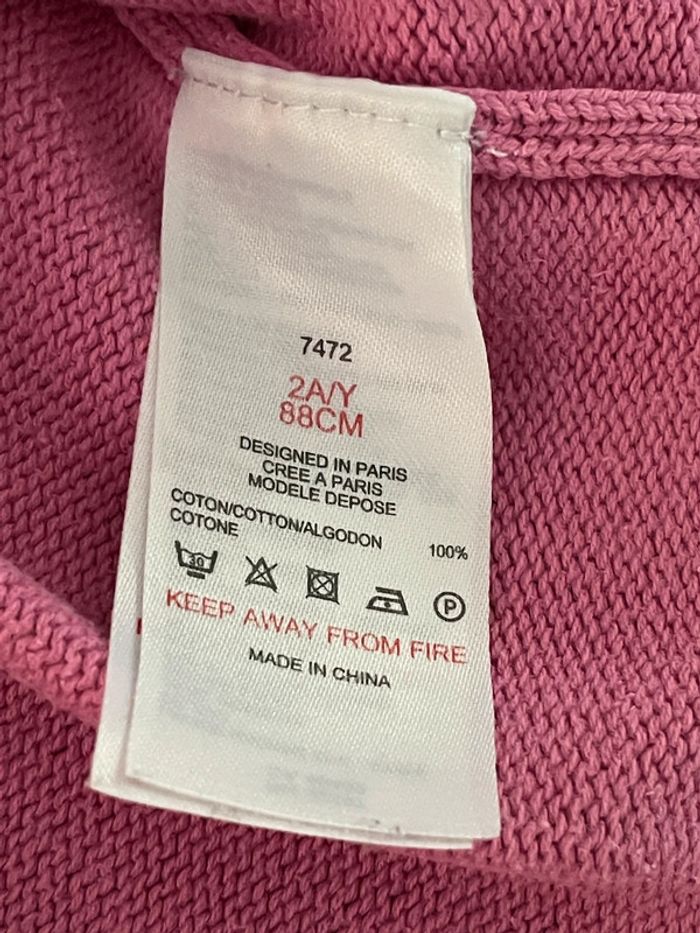 7472
2A/Y
88CM
DESIGNED IN PARIS
CREE A PARIS
MODELE DEPOSE
COTON/COTTON/ALGODON
COTONE 100%
30 P
KEEP AWAY FROM FIRE
MADE IN CHINA